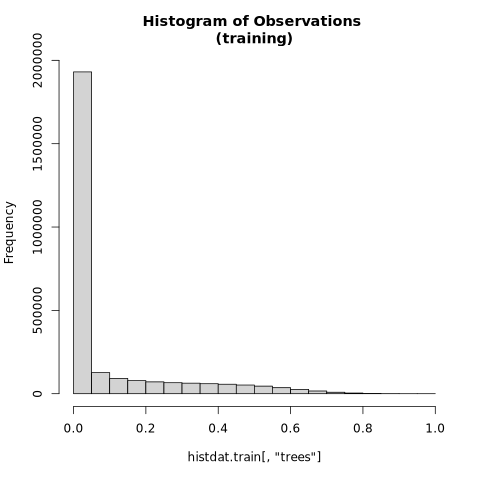 Histogram of Observations
(training)
Frequency
2000000
1500000
1000000
500000
0
0.0 0.2 0.4 0.6 0.8 1.0
histdat.train[, "trees"]